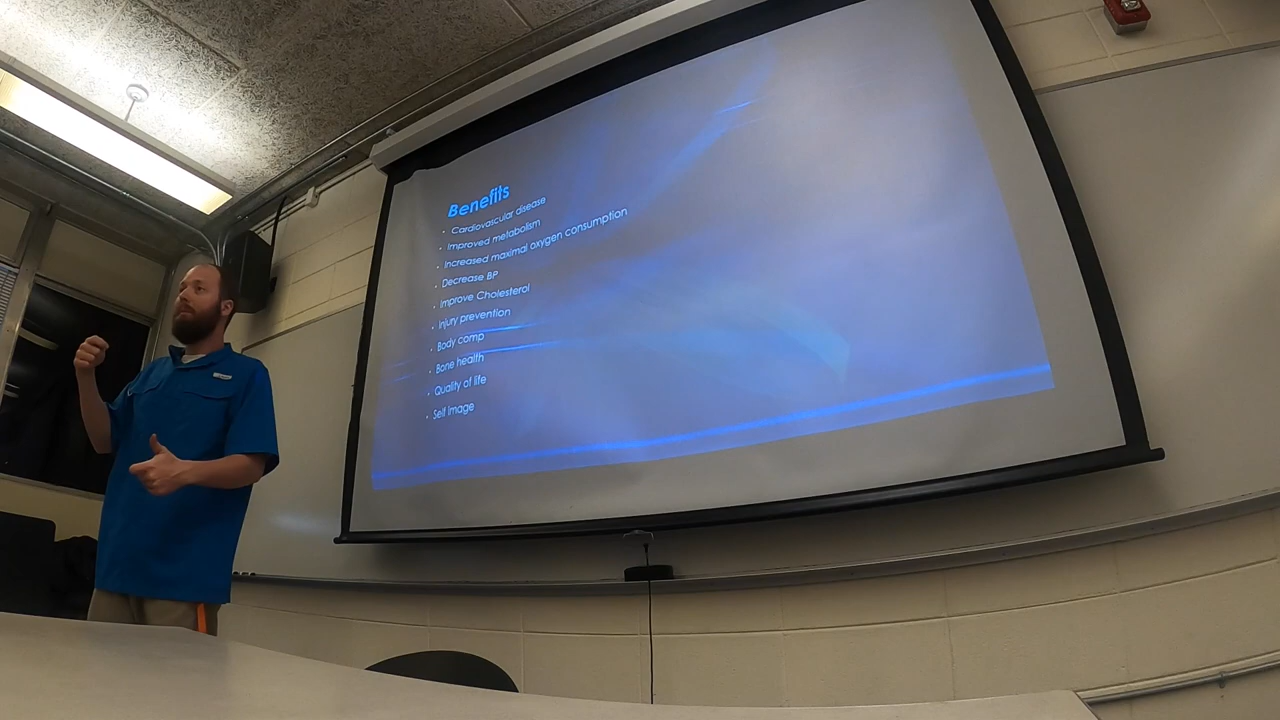 Benefits
Cardiovascular disease
Improved metabolism
Increased maximal oxygen consumption
Decrease BP
Improve Cholesterol
Injury prevention
Body comp
Bone health
Quality of life
Self image